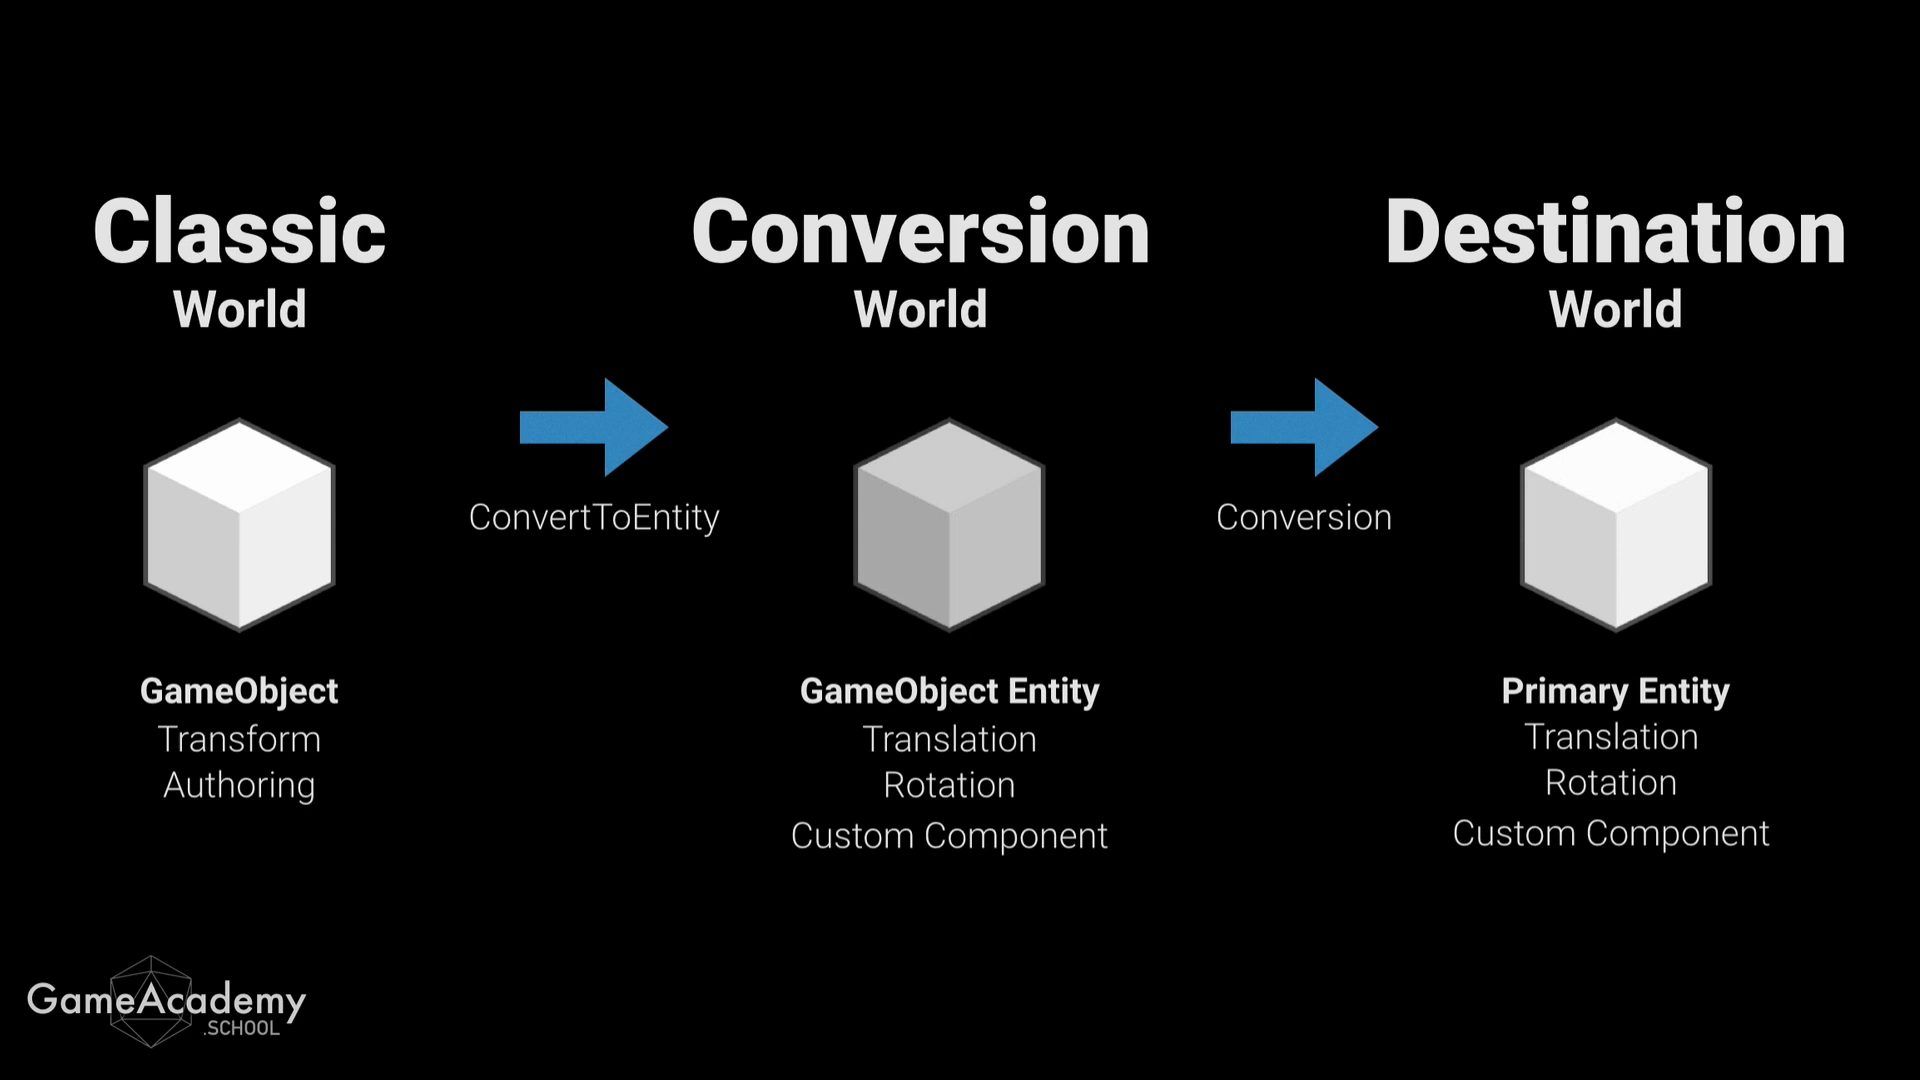 Classic
World
Conversion
World
Destination
World
ConvertToEntity
Conversion
GameObject
Transform
Authoring
GameObject Entity
Translation
Rotation
Custom Component
Primary Entity
Translation
Rotation
Custom Component
GameAcademy
.SCHOOL